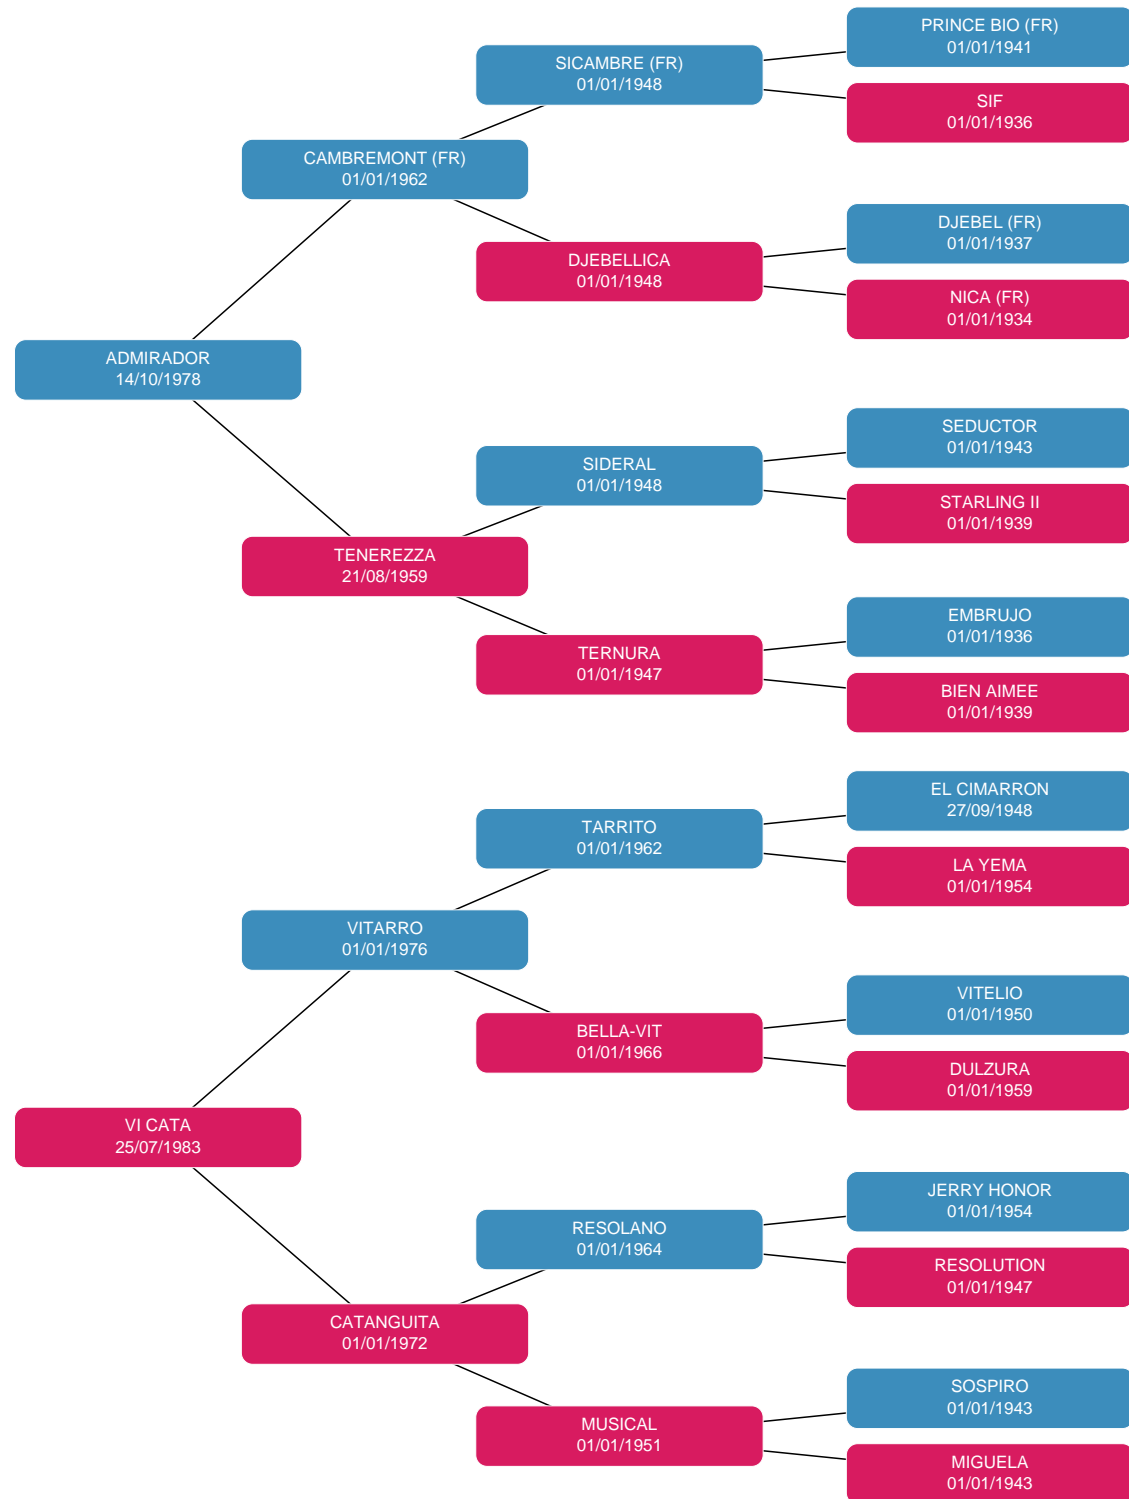 PRINCE BIO (FR)
01/01/1941
SICAMBRE (FR)
01/01/1948
SIF
01/01/1936
CAMBREMONT (FR)
01/01/1962
DJEBEL (FR)
01/01/1937
DJEBELLICA
01/01/1948
NICA (FR)
01/01/1934
ADMIRADOR
14/10/1978
SEDUCTOR
01/01/1943
SIDERAL
01/01/1948
STARLING II
01/01/1939
TENEREZZA
21/08/1959
EMBRUJO
01/01/1936
TERNURA
01/01/1947
BIEN AIMEE
01/01/1939
EL CIMARRON
27/09/1948
TARRITO
01/01/1962
LA YEMA
01/01/1954
VITARRO
01/01/1976
VITELIO
01/01/1950
BELLA-VIT
01/01/1966
DULZURA
01/01/1959
VI CATA
25/07/1983
JERRY HONOR
01/01/1954
RESOLANO
01/01/1964
RESOLUTION
01/01/1947
CATANGUITA
01/01/1972
SOSPIRO
01/01/1943
MUSICAL
01/01/1951
MIGUELA
01/01/1943